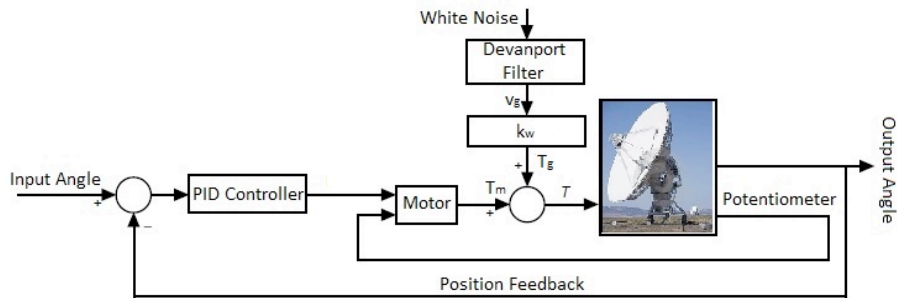 White Noise
Devanport
Filter
vg
kw
+ Tg
Input Angle
+
−
PID Controller
Motor
Tm
+
T
Potentiometer
Output Angle
Position Feedback